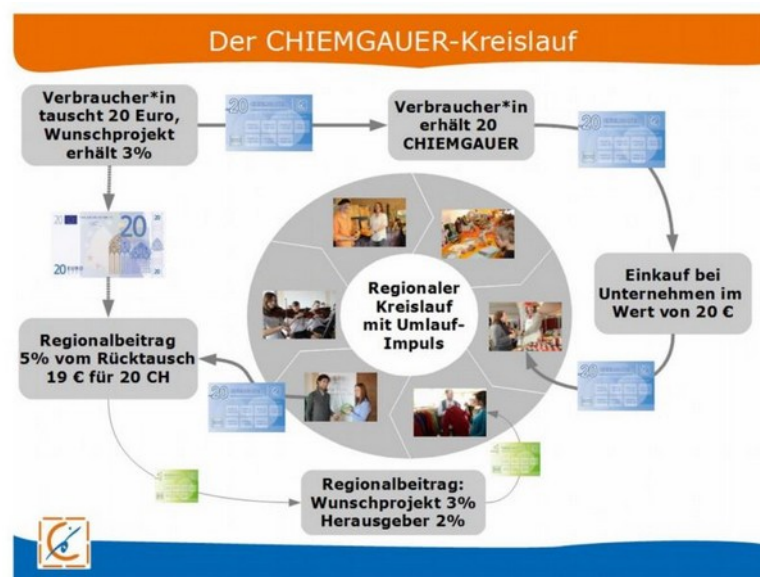 Der CHIEMGAUER-Kreislauf
Verbraucher*in
tauscht 20 Euro,
Wunschprojekt
erhält 3%
20
Verbraucher*in
erhält 20
CHIEMGAUER
20
20
20 EURO
Regionaler
Kreislauf
mit Umlauf-
Impuls
Einkauf bei
Unternehmen im
Wert von 20 €
Regionalbeitrag
5% vom Rücktausch
19 € für 20 CH
20
20
Regionalbeitrag:
Wunschprojekt 3%
Herausgeber 2%